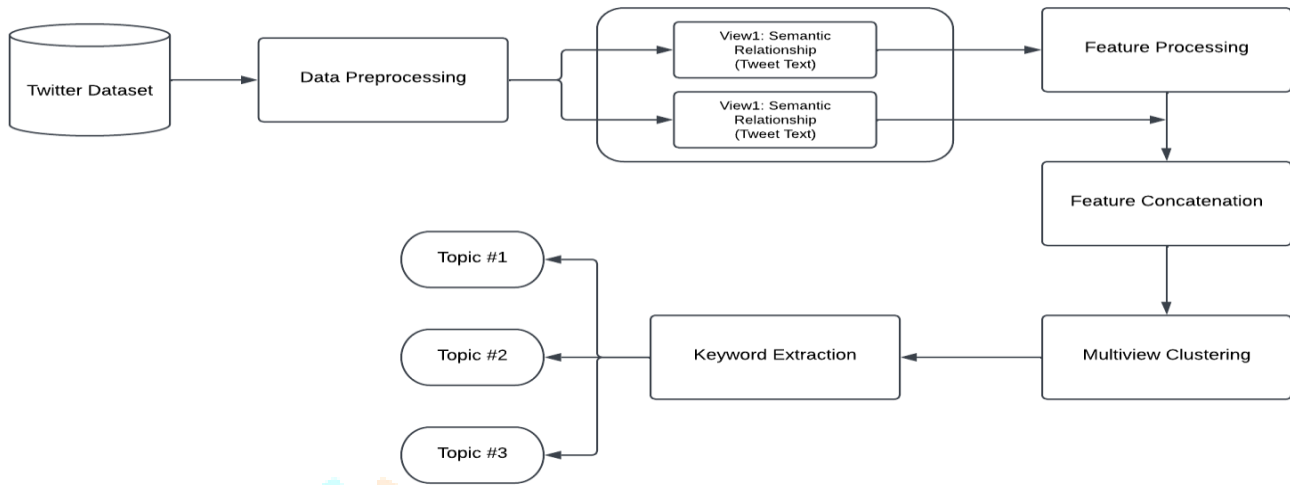 Twitter Dataset
Data Preprocessing
View1: Semantic
Relationship
(Tweet Text)
View1: Semantic
Relationship
(Tweet Text)
Feature Processing
Feature Concatenation
Multiview Clustering
Keyword Extraction
Topic #1
Topic #2
Topic #3